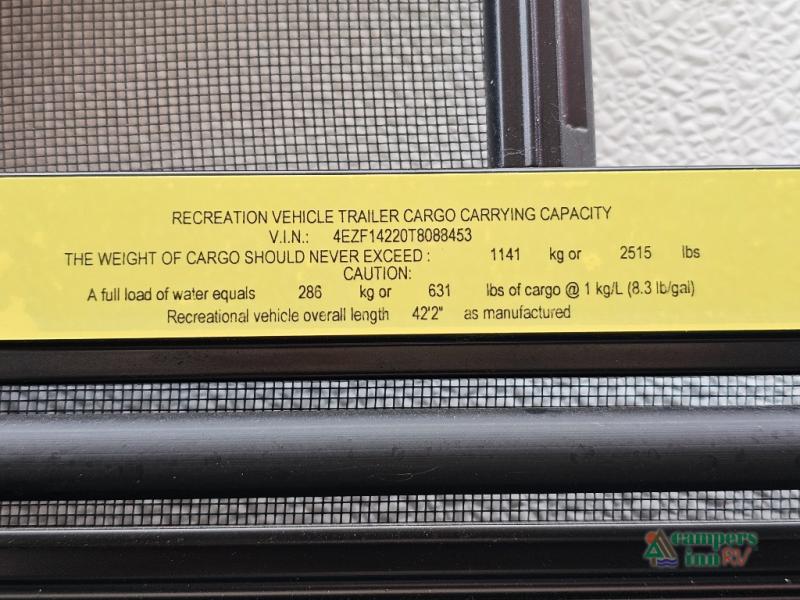 RECREATION VEHICLE TRAILER CARGO CARRYING CAPACITY
V.I.N.: 4EZF14220T8088453
THE WEIGHT OF CARGO SHOULD NEVER EXCEED : 1141 kg or 2515 lbs
CAUTION:
A full load of water equals 286 kg or 631 lbs of cargo @ 1 kg/L (8.3 lb/gal)
Recreational vehicle overall length 42'2" as manufactured
campers
inn RV